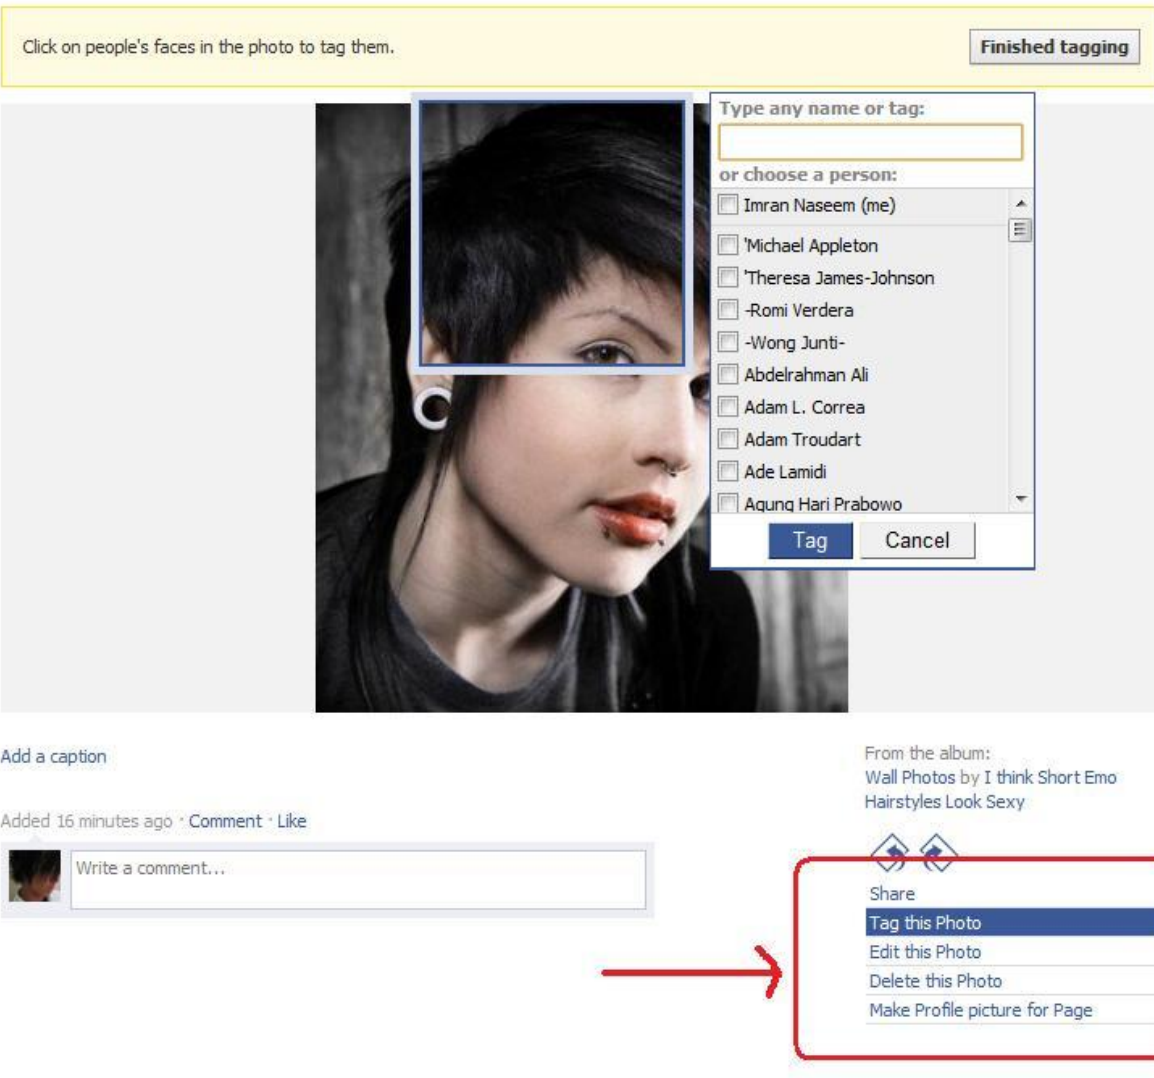 Click on people's faces in the photo to tag them.
Finished tagging
Type any name or tag:
or choose a person:
Imran Naseem (me)
'Michael Appleton
'Theresa James-Johnson
-Romi Verdera
-Wong Junti-
Abdelrahman Ali
Adam L. Correa
Adam Troudart
Ade Lamidi
Agung Hari Prabowo
Tag
Cancel
Add a caption
Added 16 minutes ago · Comment · Like
Write a comment...
From the album:
Wall Photos by I think Short Emo
Hairstyles Look Sexy
Share
Tag this Photo
Edit this Photo
Delete this Photo
Make Profile picture for Page